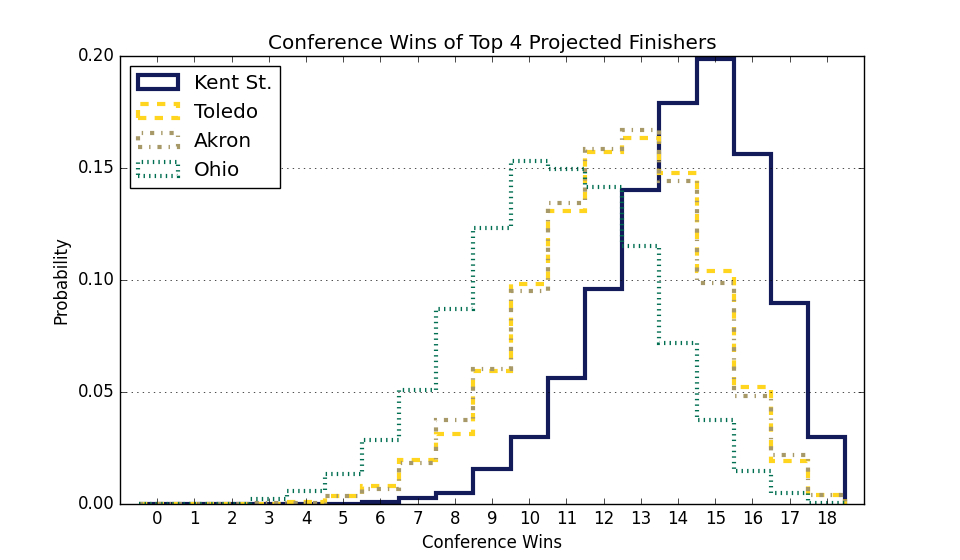 Conference Wins of Top 4 Projected Finishers
0.20
Kent St.
Toledo
Akron
Ohio
0.15
Probability
0.10
0.05
0.00
0 1 2 3 4 5 6 7 8 9 10 11 12 13 14 15 16 17 18
Conference Wins